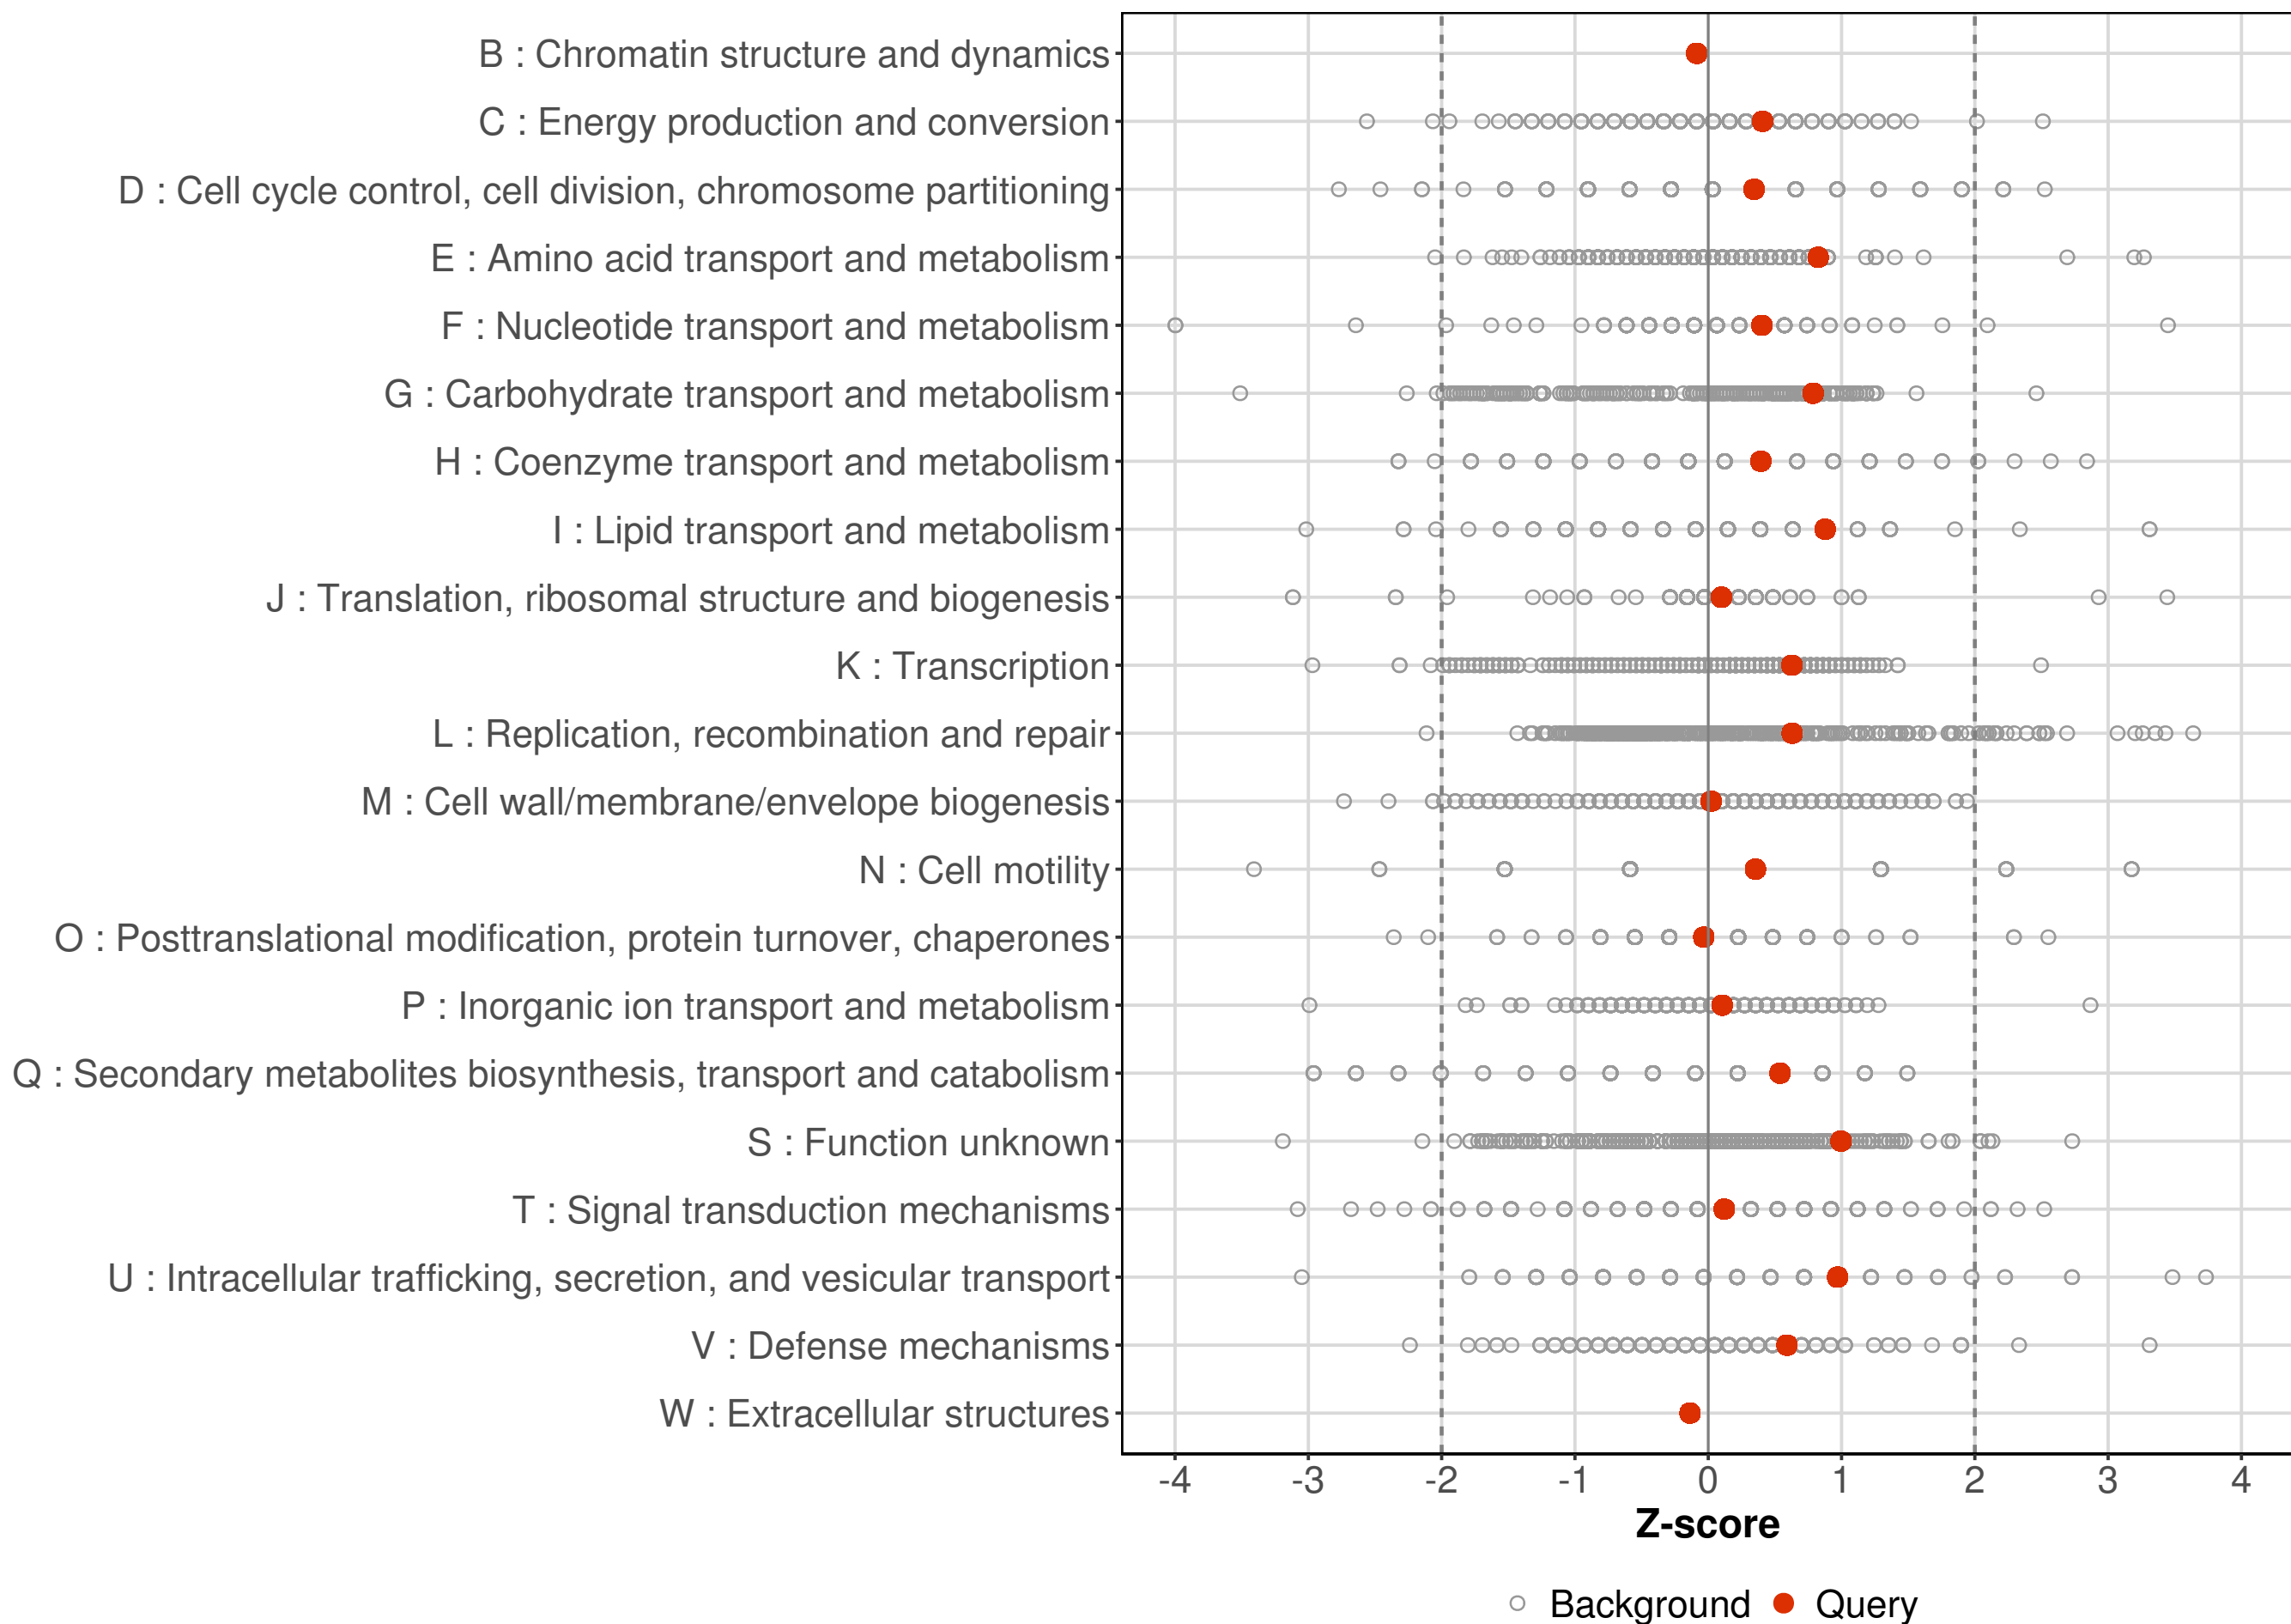 B : Chromatin structure and dynamics
C : Energy production and conversion
D : Cell cycle control, cell division, chromosome partitioning
E : Amino acid transport and metabolism
F : Nucleotide transport and metabolism
G : Carbohydrate transport and metabolism
H : Coenzyme transport and metabolism
I : Lipid transport and metabolism
J : Translation, ribosomal structure and biogenesis
K : Transcription
L : Replication, recombination and repair
M : Cell wall/membrane/envelope biogenesis
N : Cell motility
O : Posttranslational modification, protein turnover, chaperones
P : Inorganic ion transport and metabolism
Q : Secondary metabolites biosynthesis, transport and catabolism
S : Function unknown
T : Signal transduction mechanisms
U : Intracellular trafficking, secretion, and vesicular transport
V : Defense mechanisms
W : Extracellular structures
-4 -3 -2 -1 0 1 2 3 4
Z-score
Background Query